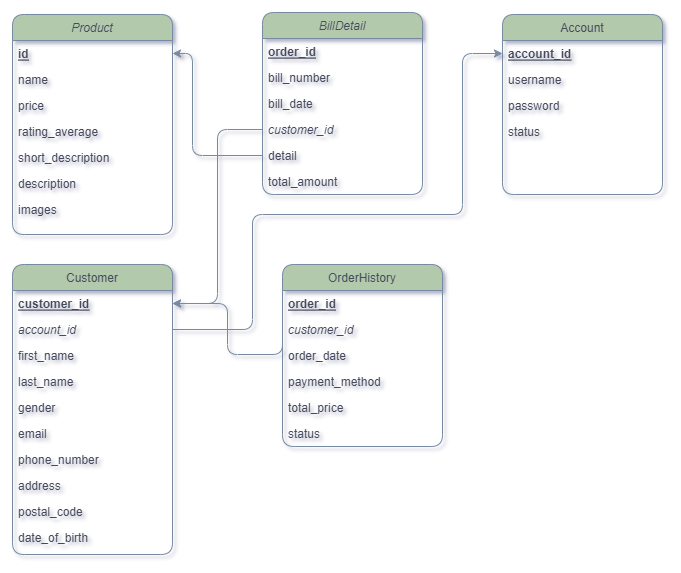 Product
id
name
price
rating_average
short_description
description
images
BillDetail
order_id
bill_number
bill_date
customer_id
detail
total_amount
Account
account_id
username
password
status
Customer
customer_id
account_id
first_name
last_name
gender
email
phone_number
address
postal_code
date_of_birth
OrderHistory
order_id
customer_id
order_date
payment_method
total_price
status